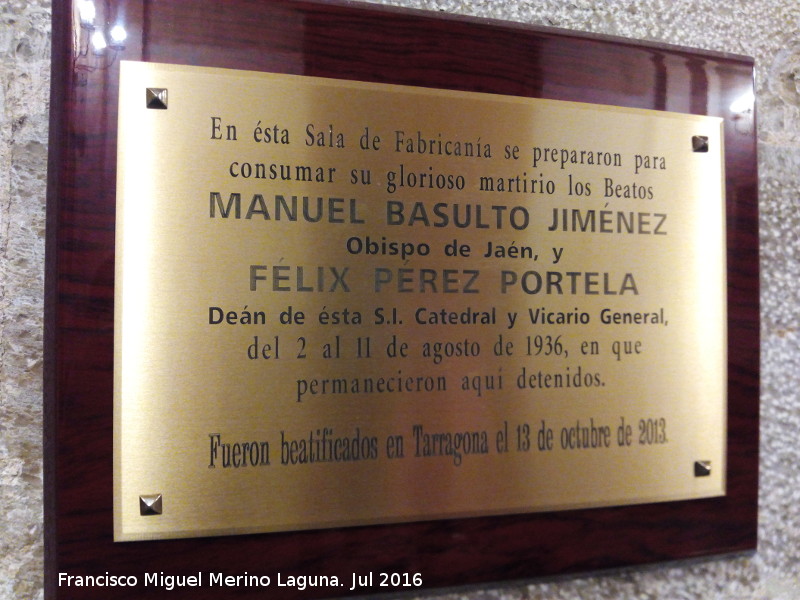 En ésta Sala de Fabricanía se prepararon para
consumar su glorioso martirio los Beatos
MANUEL BASULTO JIMÉNEZ
Obispo de Jaén, y
FÉLIX PÉREZ PORTELA
Deán de ésta S.I. Catedral y Vicario General,
del 2 al 11 de agosto de 1936, en que
permanecieron aquí detenidos.
Fueron beatificados en Tarragona el 13 de octubre de 2013.
Francisco Miguel Merino Laguna. Jul 2016